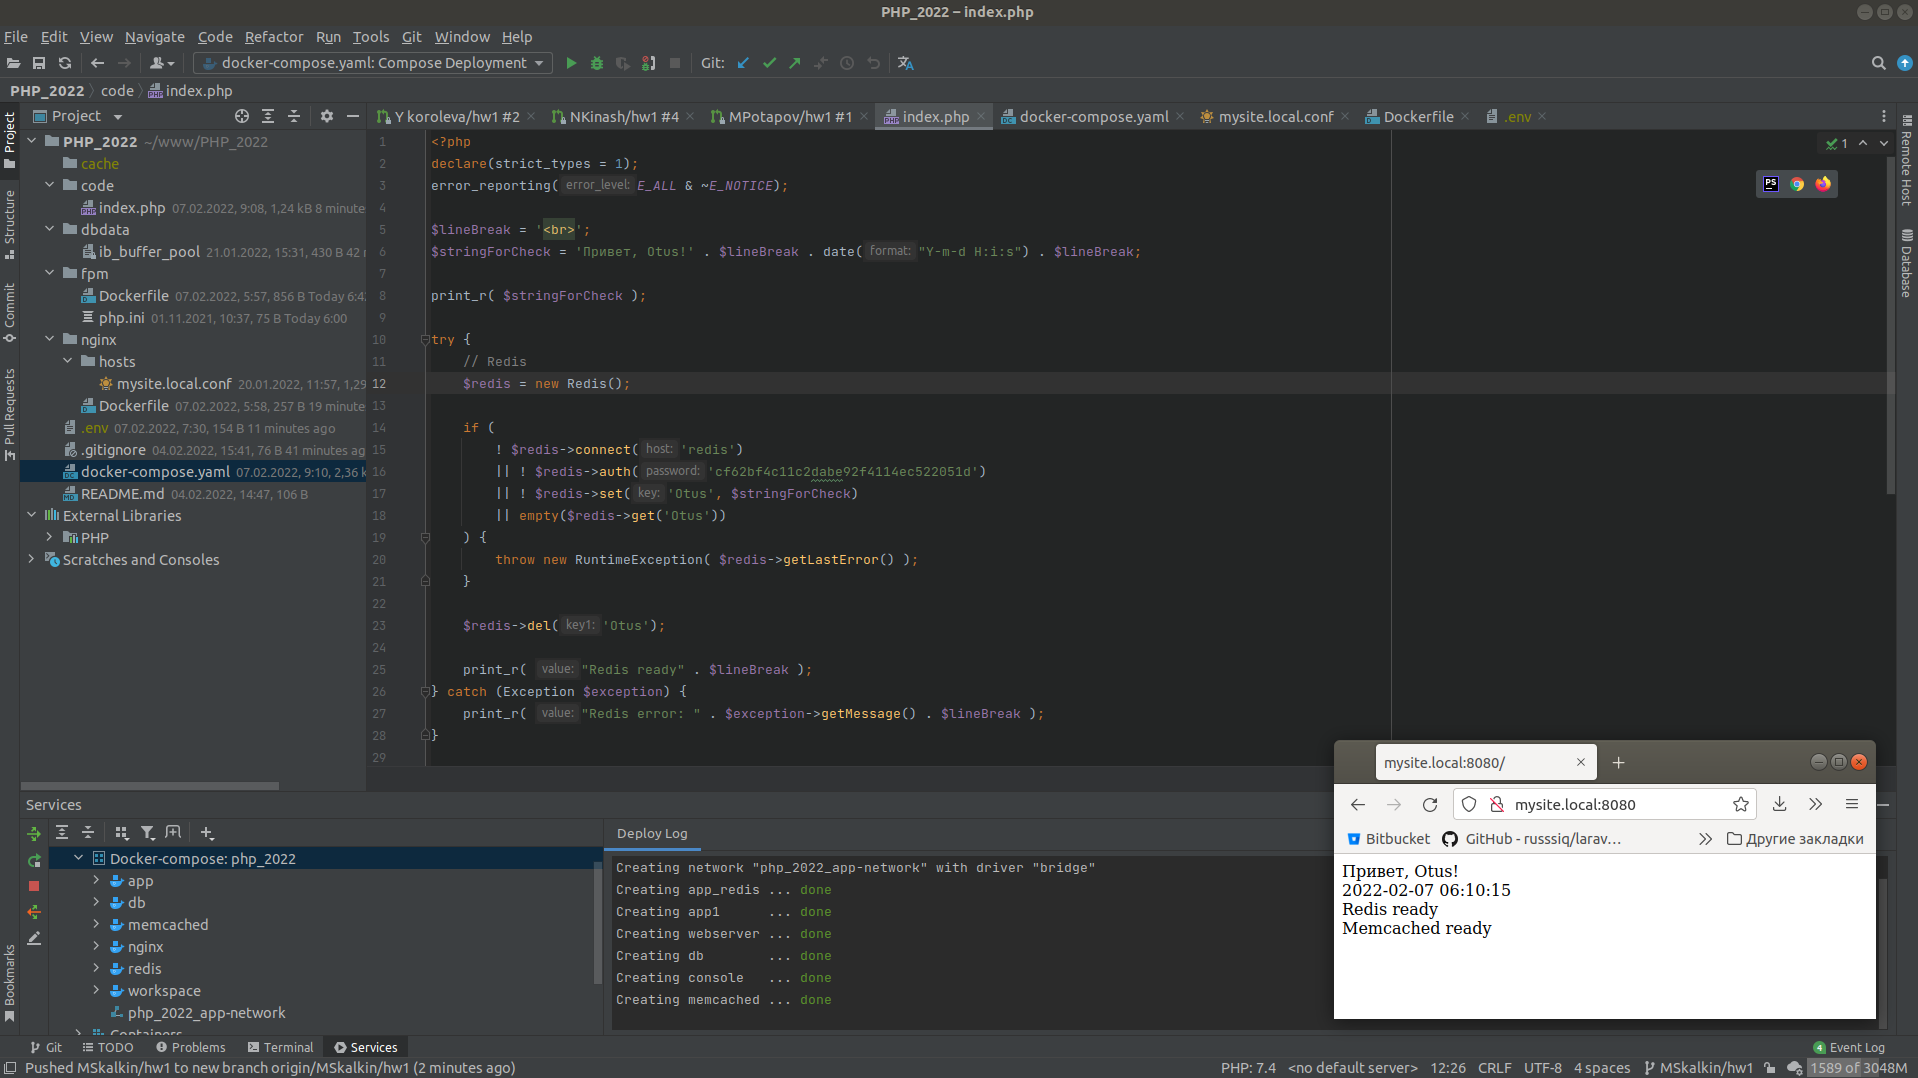 PHP_2022 – index.php
File Edit View Navigate Code Refactor Run Tools Git Window Help
docker-compose.yaml: Compose Deployment Git:
PHP_2022 code index.php
Project
Y koroleva/hw1 #2 NKinash/hw1 #4 MPotapov/hw1 #1 index.php docker-compose.yaml mysite.local.conf Dockerfile .env
Project
Structure
Commit
Pull Requests
Bookmarks
PHP_2022 ~/www/PHP_2022
cache
code
index.php 07.02.2022, 9:08, 1,24 kB 8 minute
dbdata
ib_buffer_pool 21.01.2022, 15:31, 430 B 42
fpm
Dockerfile 07.02.2022, 5:57, 856 B Today 6:4
php.ini 01.11.2021, 10:37, 75 B Today 6:00
nginx
hosts
mysite.local.conf 20.01.2022, 11:57, 1,29
Dockerfile 07.02.2022, 5:58, 257 B 19 minute
.env 07.02.2022, 7:30, 154 B 11 minutes ago
.gitignore 04.02.2022, 15:41, 76 B 41 minutes ag
docker-compose.yaml 07.02.2022, 9:10, 2,36 k
README.md 04.02.2022, 14:47, 106 B
External Libraries
PHP
Scratches and Consoles
1 <?php
2 declare(strict_types = 1);
3 error_reporting( error_level: E_ALL & ~E_NOTICE);
4
5 $lineBreak = '<br>';
6 $stringForCheck = 'Привет, Otus!' . $lineBreak . date( format: "Y-m-d H:i:s") . $lineBreak;
7
8 print_r( $stringForCheck );
9
10 try {
11 // Redis
12 $redis = new Redis();
13
14 if (
15 ! $redis->connect( host: 'redis')
16 || ! $redis->auth( password: 'cf62bf4c11c2dabe92f4114ec522051d')
17 || ! $redis->set( key: 'Otus', $stringForCheck)
18 || empty($redis->get('Otus'))
19 ) {
20 throw new RuntimeException( $redis->getLastError() );
21 }
22
23 $redis->del( key1: 'Otus');
24
25 print_r( value: "Redis ready" . $lineBreak );
26 } catch (Exception $exception) {
27 print_r( value: "Redis error: " . $exception->getMessage() . $lineBreak );
28 }
29
1
PS
Remote Host
Database
Services
Docker-compose: php_2022
app
db
memcached
nginx
redis
workspace
php_2022_app-network
Containers
Deploy Log
Creating network "php_2022_app-network" with driver "bridge"
Creating app_redis ... done
Creating app1 ... done
Creating webserver ... done
Creating db ... done
Creating console ... done
Creating memcached ... done
mysite.local:8080/
mysite.local:8080
Bitbucket GitHub - russsiq/larav… Другие закладки
Привет, Otus!
2022-02-07 06:10:15
Redis ready
Memcached ready
Git TODO Problems Terminal Services 4 Event Log
Pushed MSkalkin/hw1 to new branch origin/MSkalkin/hw1 (2 minutes ago) PHP: 7.4 <no default server> 12:26 CRLF UTF-8 4 spaces MSkalkin/hw1 1589 of 3048M